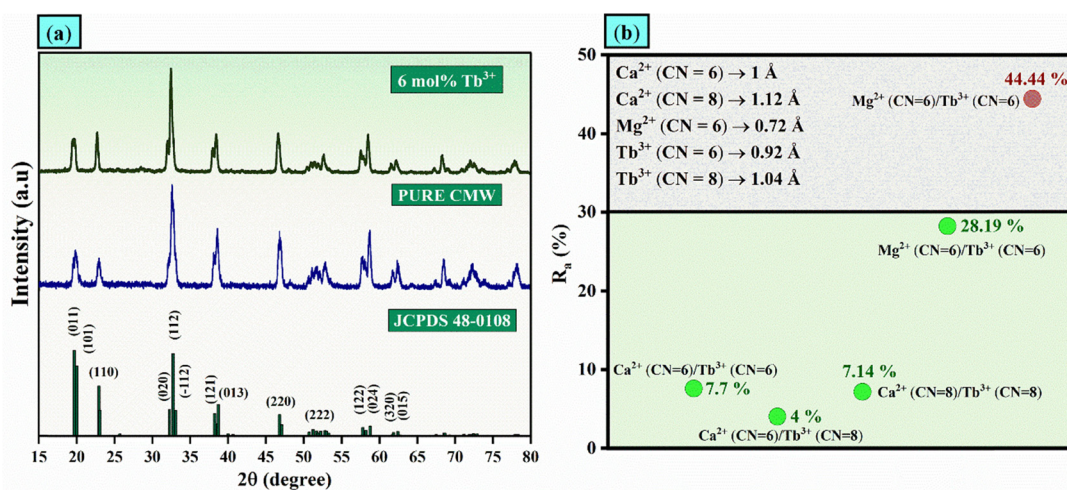 (a)
6 mol% Tb³⁺
PURE CMW
JCPDS 48-0108
Intensity (a.u)
(011)
(101)
(110)
(020)
(112)
(-112)
(121)
(013)
(220)
(222)
(122)
(024)
(320)
(015)
15 20 25 30 35 40 45 50 55 60 65 70 75 80
2θ (degree)
(b)
Ca²⁺ (CN = 6) → 1 Å
Ca²⁺ (CN = 8) → 1.12 Å
Mg²⁺ (CN = 6) → 0.72 Å
Tb³⁺ (CN = 6) → 0.92 Å
Tb³⁺ (CN = 8) → 1.04 Å
44.44 %
Mg²⁺ (CN=6)/Tb³⁺ (CN=6)
28.19 %
Mg²⁺ (CN=6)/Tb³⁺ (CN=6)
Ca²⁺ (CN=6)/Tb³⁺ (CN=6)
7.7 %
7.14 %
Ca²⁺ (CN=8)/Tb³⁺ (CN=8)
4 %
Ca²⁺ (CN=6)/Tb³⁺ (CN=8)
Rₐ (%)
50
40
30
20
10
0